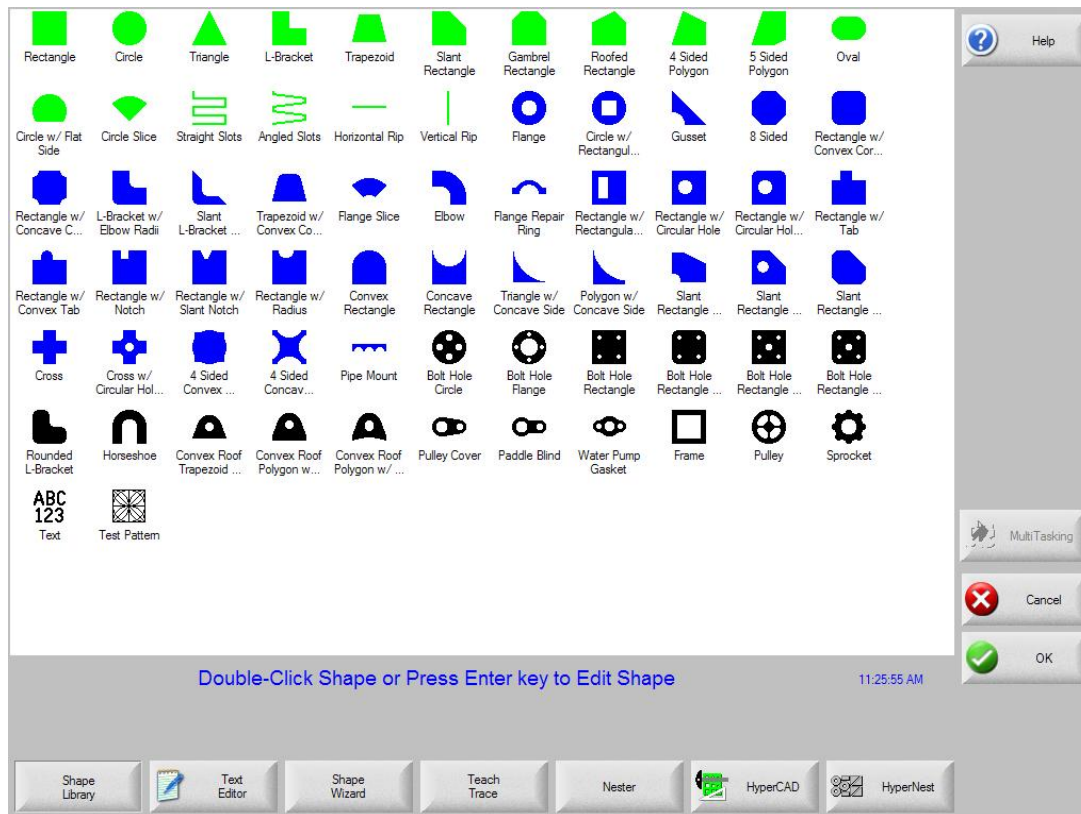 Rectangle
Circle
Triangle
L-Bracket
Trapezoid
Slant
Rectangle
Gambrel
Rectangle
Roofed
Rectangle
4 Sided
Polygon
5 Sided
Polygon
Oval
Circle w/ Flat
Side
Circle Slice
Straight Slots
Angled Slots
Horizontal Rip
Vertical Rip
Flange
Circle w/
Rectangul...
Gusset
8 Sided
Rectangle w/
Convex Cor...
Rectangle w/
Concave C...
L-Bracket w/
Elbow Radii
Slant
L-Bracket ...
Trapezoid w/
Convex Co...
Flange Slice
Elbow
Flange Repair
Ring
Rectangle w/
Rectangula...
Rectangle w/
Circular Hole
Rectangle w/
Circular Hol...
Rectangle w/
Tab
Rectangle w/
Convex Tab
Rectangle w/
Notch
Rectangle w/
Slant Notch
Rectangle w/
Radius
Convex
Rectangle
Concave
Rectangle
Triangle w/
Concave Side
Polygon w/
Concave Side
Slant
Rectangle ...
Slant
Rectangle ...
Slant
Rectangle ...
Cross
Cross w/
Circular Hol...
4 Sided
Convex ...
4 Sided
Concav...
Pipe Mount
Bolt Hole
Circle
Bolt Hole
Flange
Bolt Hole
Rectangle
Bolt Hole
Rectangle ...
Bolt Hole
Rectangle ...
Bolt Hole
Rectangle ...
Rounded
L-Bracket
Horseshoe
Convex Roof
Trapezoid ...
Convex Roof
Polygon w...
Convex Roof
Polygon w/ ...
Pulley Cover
Paddle Blind
Water Pump
Gasket
Frame
Pulley
Sprocket
ABC
123
Text
Test Pattern
Help
MultiTasking
Cancel
OK
Double-Click Shape or Press Enter key to Edit Shape
11:25:55 AM
Shape
Library
Text
Editor
Shape
Wizard
Teach
Trace
Nester
HyperCAD
HyperNest